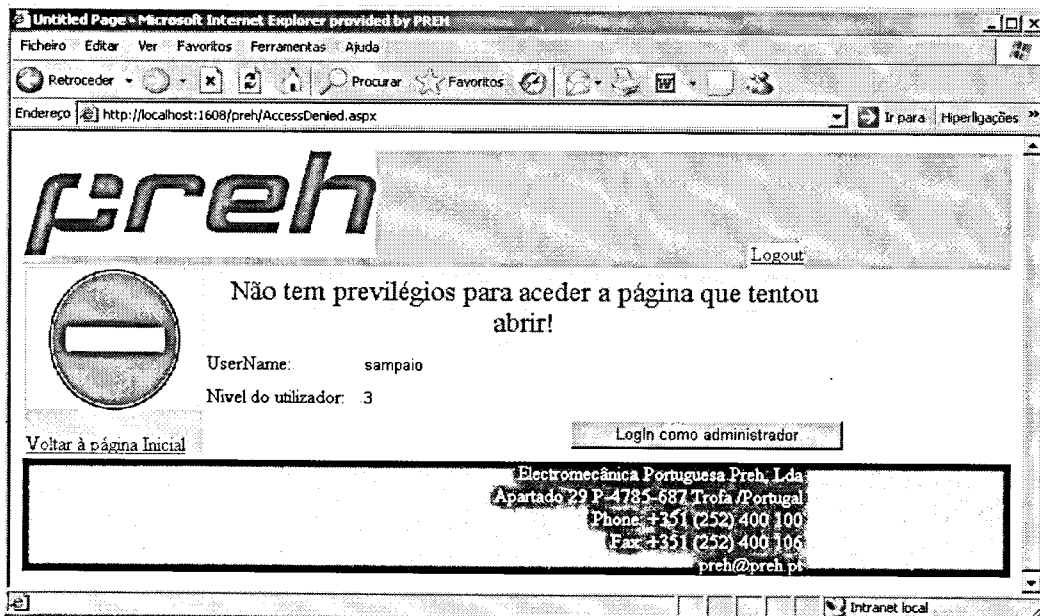 Untitled Page - Microsoft Internet Explorer provided by PREH
Ficheiro Editar Ver Favoritos Ferramentas Ajuda
Retroceder Procurar Favoritos
Endereço http://localhost:1608/preh/AccessDenied.aspx Ir para Hiperligações »
preh
Logout
Não tem previlégios para aceder a página que tentou
abrir!
UserName: sampaio
Nivel do utilizador: 3
LogIn como administrador
Voltar à página Inicial
Electromecânica Portuguesa Preh, Lda
Apartado 29 P-4785-687 Trofa /Portugal
Phone: +351 (252) 400 100
Fax: +351 (252) 400 106
preh@preh.pt
Intranet local